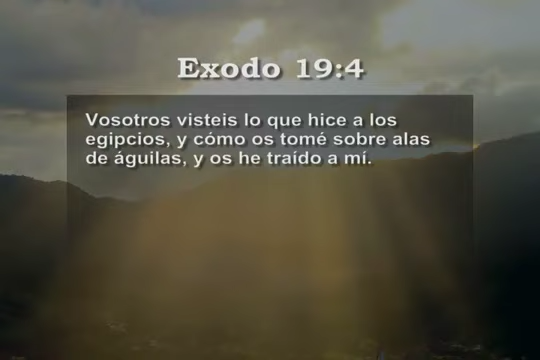 Exodo 19:4
Vosotros visteis lo que hice a los
egipcios, y cómo os tomé sobre alas
de águilas, y os he traído a mí.